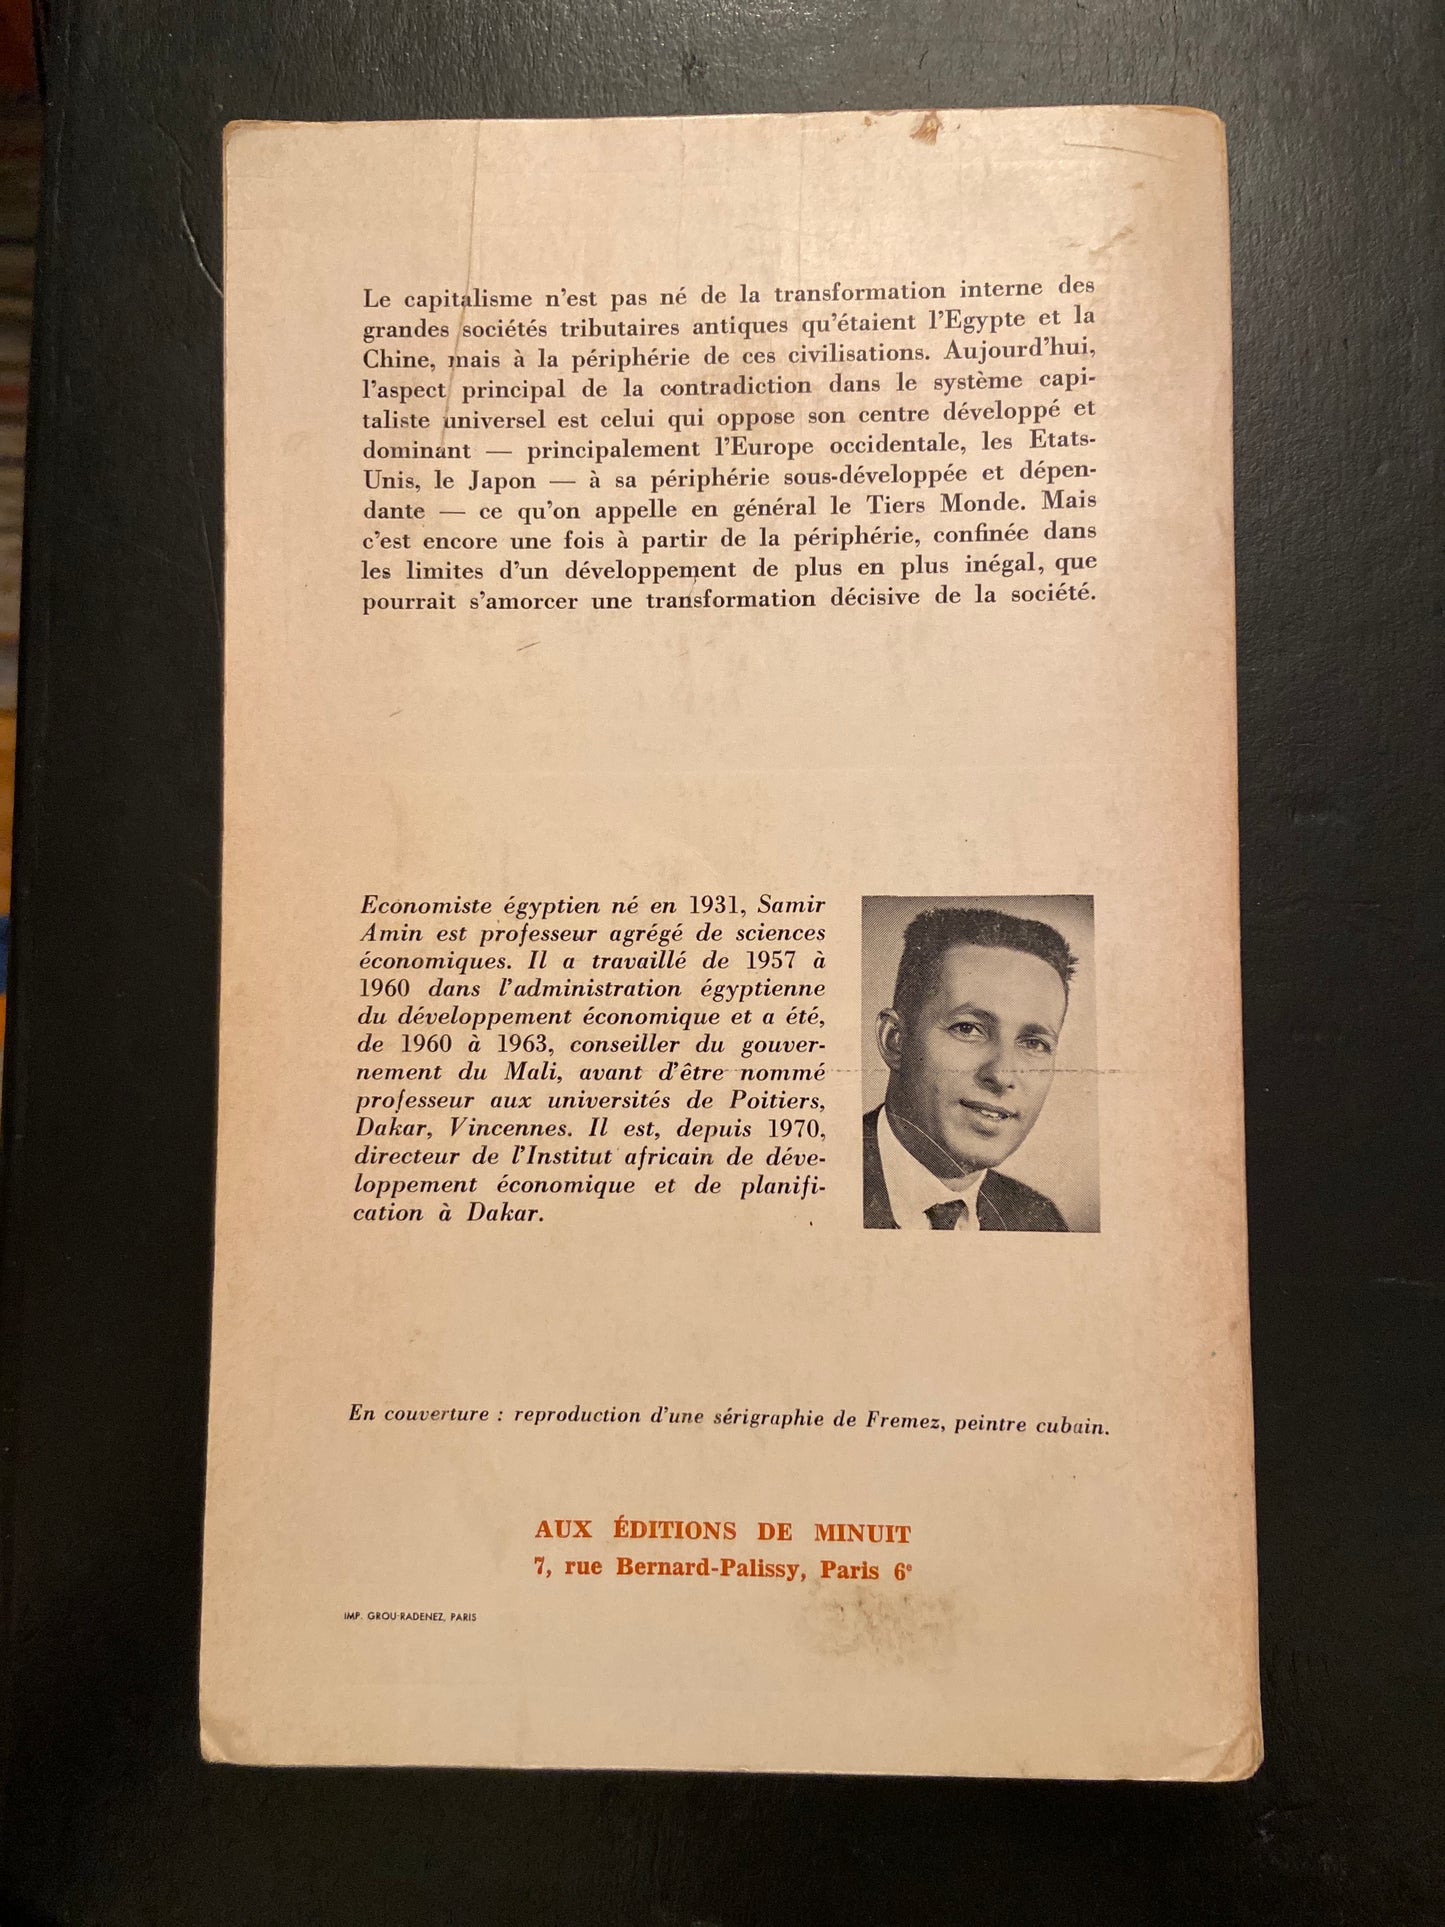 Le capitalisme n'est pas né de la transformation interne des
grandes sociétés tributaires antiques qu'étaient l'Egypte et la
Chine, mais à la périphérie de ces civilisations. Aujourd'hui,
l'aspect principal de la contradiction dans le système capi-
taliste universel est celui qui oppose son centre développé et
dominant — principalement l'Europe occidentale, les Etats-
Unis, le Japon — à sa périphérie sous-développée et dépen-
dante — ce qu'on appelle en général le Tiers Monde. Mais
c'est encore une fois à partir de la périphérie, confinée dans
les limites d'un développement de plus en plus inégal, que
pourrait s'amorcer une transformation décisive de la société.
Economiste égyptien né en 1931, Samir
Amin est professeur agrégé de sciences
économiques. Il a travaillé de 1957 à
1960 dans l'administration égyptienne
du développement économique et a été,
de 1960 à 1963, conseiller du gouver-
nement du Mali, avant d'être nommé
professeur aux universités de Poitiers,
Dakar, Vincennes. Il est, depuis 1970,
directeur de l'Institut africain de déve-
loppement économique et de planifi-
cation à Dakar.
En couverture : reproduction d'une sérigraphie de Fremez, peintre cubain.
AUX ÉDITIONS DE MINUIT
7, rue Bernard-Palissy, Paris 6e
IMP. GROU-RADENEZ, PARIS